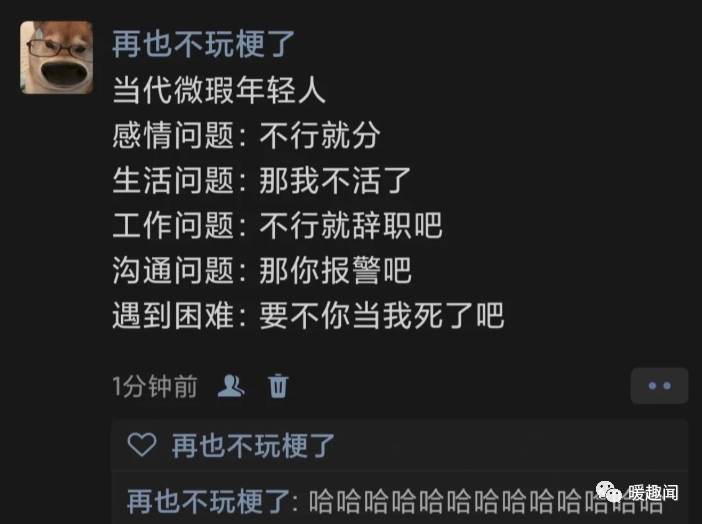 再也不玩梗了
当代微瑕年轻人
感情问题：不行就分
生活问题：那我不活了
工作问题：不行就辞职吧
沟通问题：那你报警吧
遇到困难：要不你当我死了吧
1分钟前
再也不玩梗了
再也不玩梗了: 哈哈哈哈哈哈哈哈哈哈哈哈哈
暖趣闻